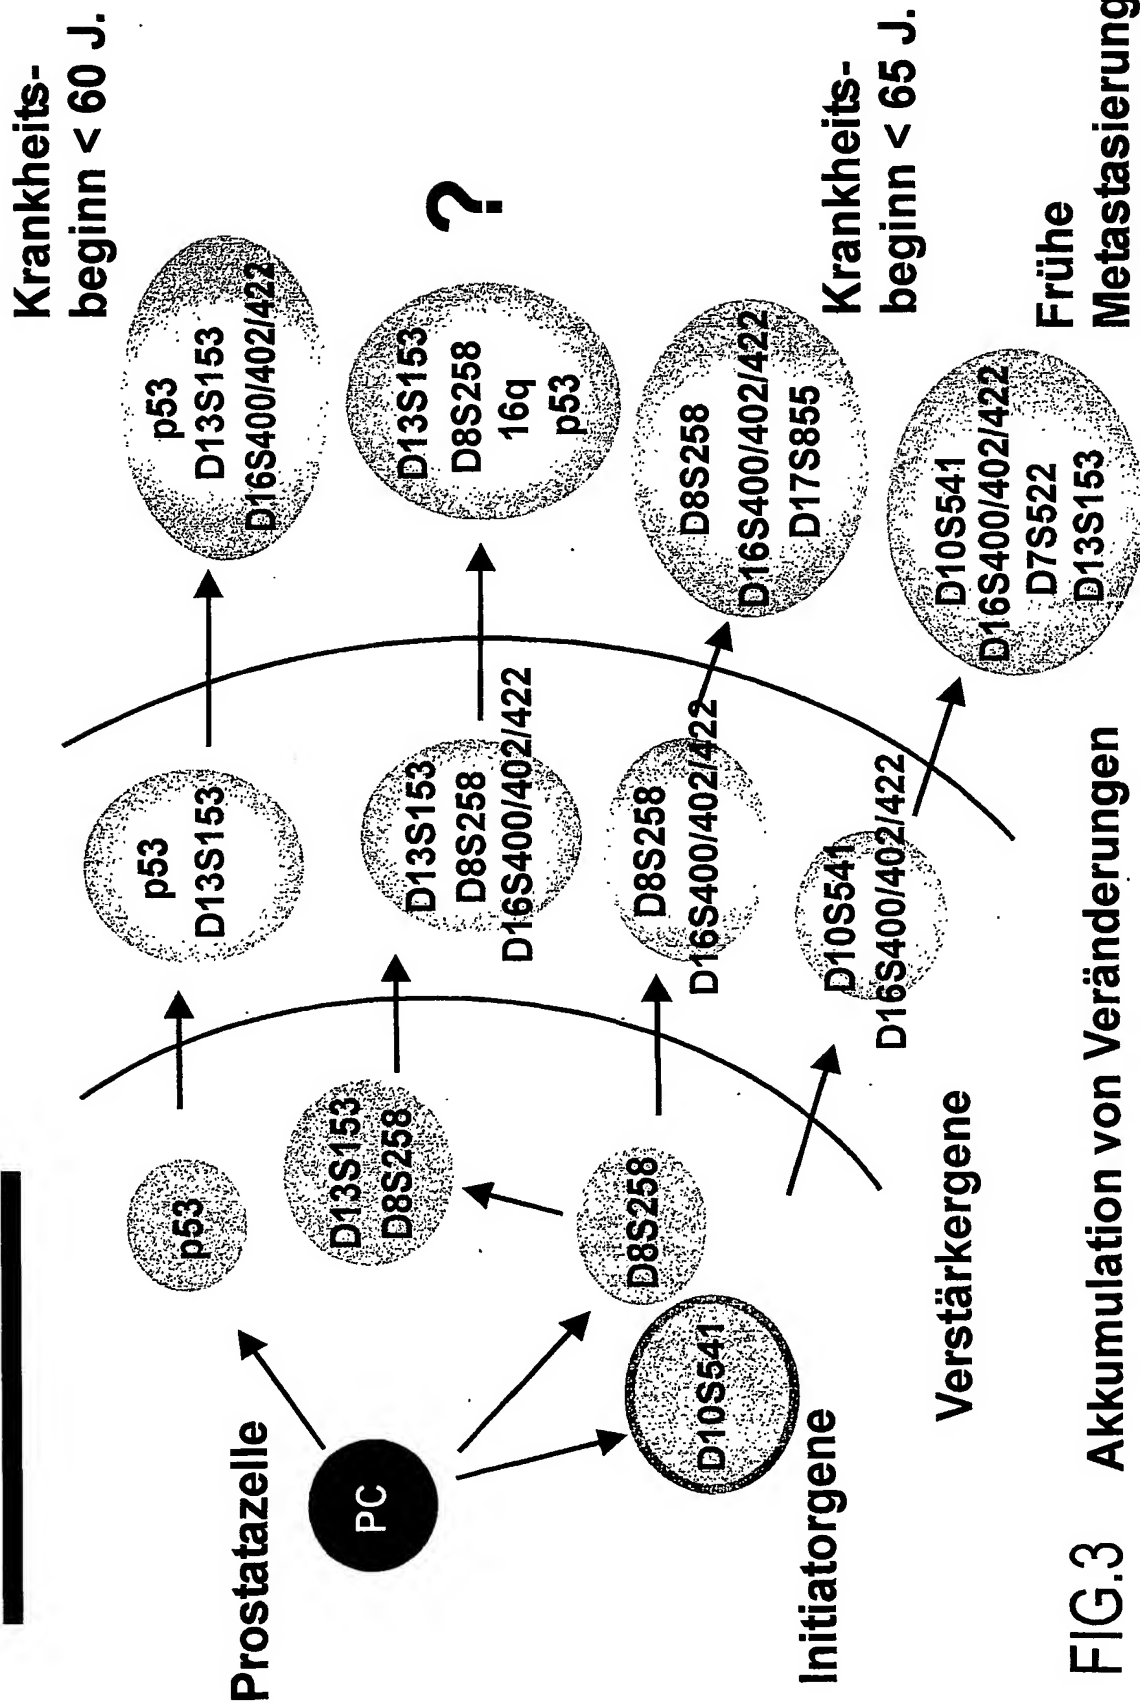 Prostatazelle
PC
Initiatorgene
p53
D13S153
D8S258
D8S258
D10S541
Verstärkergene
p53
D13S153
D13S153
D8S258
D16S400/402/422
D8S258
D16S400/402/422
D10S541
D16S400/402/422
p53
D13S153
D16S400/402/422
D13S153
D8S258
16q
p53
D8S258
D16S400/402/422
D17S855
D10S541
D16S400/402/422
D7S522
D13S153
Krankheits-
beginn < 60 J.
?
Krankheits-
beginn < 65 J.
Frühe
Metastasierung
FIG.3 Akkumulation von Veränderungen